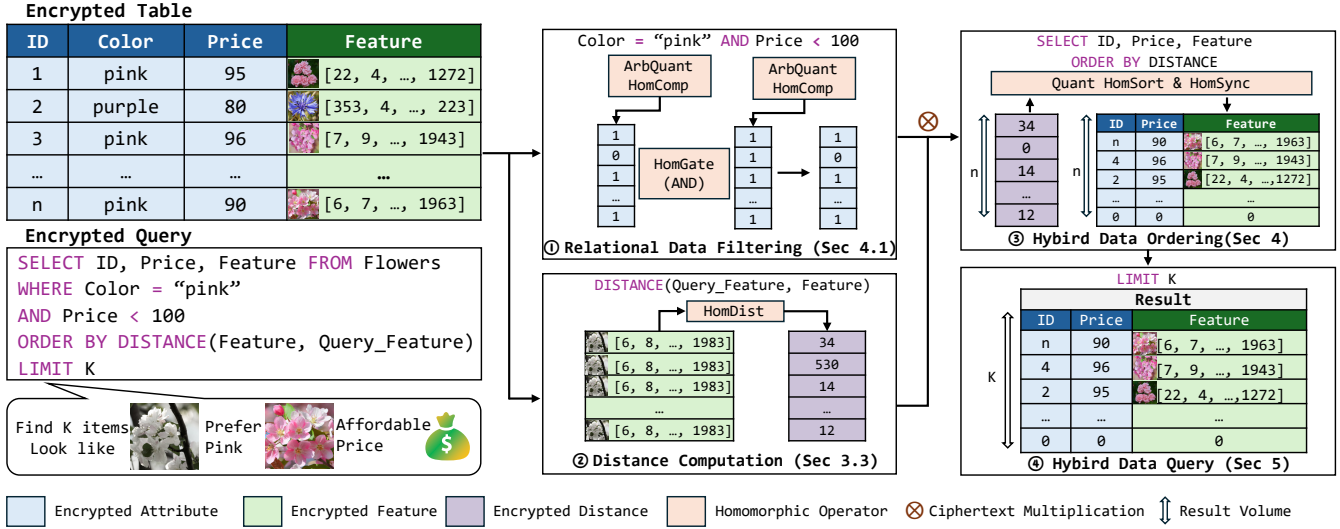 Encrypted Table
ID Color Price Feature
1 pink 95 [22, 4, …, 1272]
2 purple 80 [353, 4, …, 223]
3 pink 96 [7, 9, …, 1943]
… … … …
n pink 90 [6, 7, …, 1963]
Encrypted Query
SELECT ID, Price, Feature FROM Flowers
WHERE Color = “pink”
AND Price < 100
ORDER BY DISTANCE(Feature, Query_Feature)
LIMIT K
Find K items
Look like
Prefer
Pink
Affordable
Price
$
Color = “pink” AND Price < 100
ArbQuant
HomComp
ArbQuant
HomComp
1
0
1
1
…
1
HomGate
(AND)
1
1
1
1
…
1
1
0
1
1
…
1
① Relational Data Filtering (Sec 4.1)
DISTANCE(Query_Feature, Feature)
HomDist
[6, 8, …, 1983]
[6, 8, …, 1983]
[6, 8, …, 1983]
…
[6, 8, …, 1983]
34
530
14
…
12
② Distance Computation (Sec 3.3)
SELECT ID, Price, Feature
ORDER BY DISTANCE
Quant HomSort & HomSync
n
34
0
14
…
12
n
ID Price Feature
n 90 [6, 7, …, 1963]
4 96 [7, 9, …, 1943]
2 95 [22, 4, …,1272]
… … …
0 0 0
③ Hybird Data Ordering(Sec 4)
LIMIT K
K
Result
ID Price Feature
n 90 [6, 7, …, 1963]
4 96 [7, 9, …, 1943]
2 95 [22, 4, …,1272]
… … …
0 0 0
④ Hybird Data Query (Sec 5)
Encrypted Attribute
Encrypted Feature
Encrypted Distance
Homomorphic Operator
Ciphertext Multiplication
Result Volume